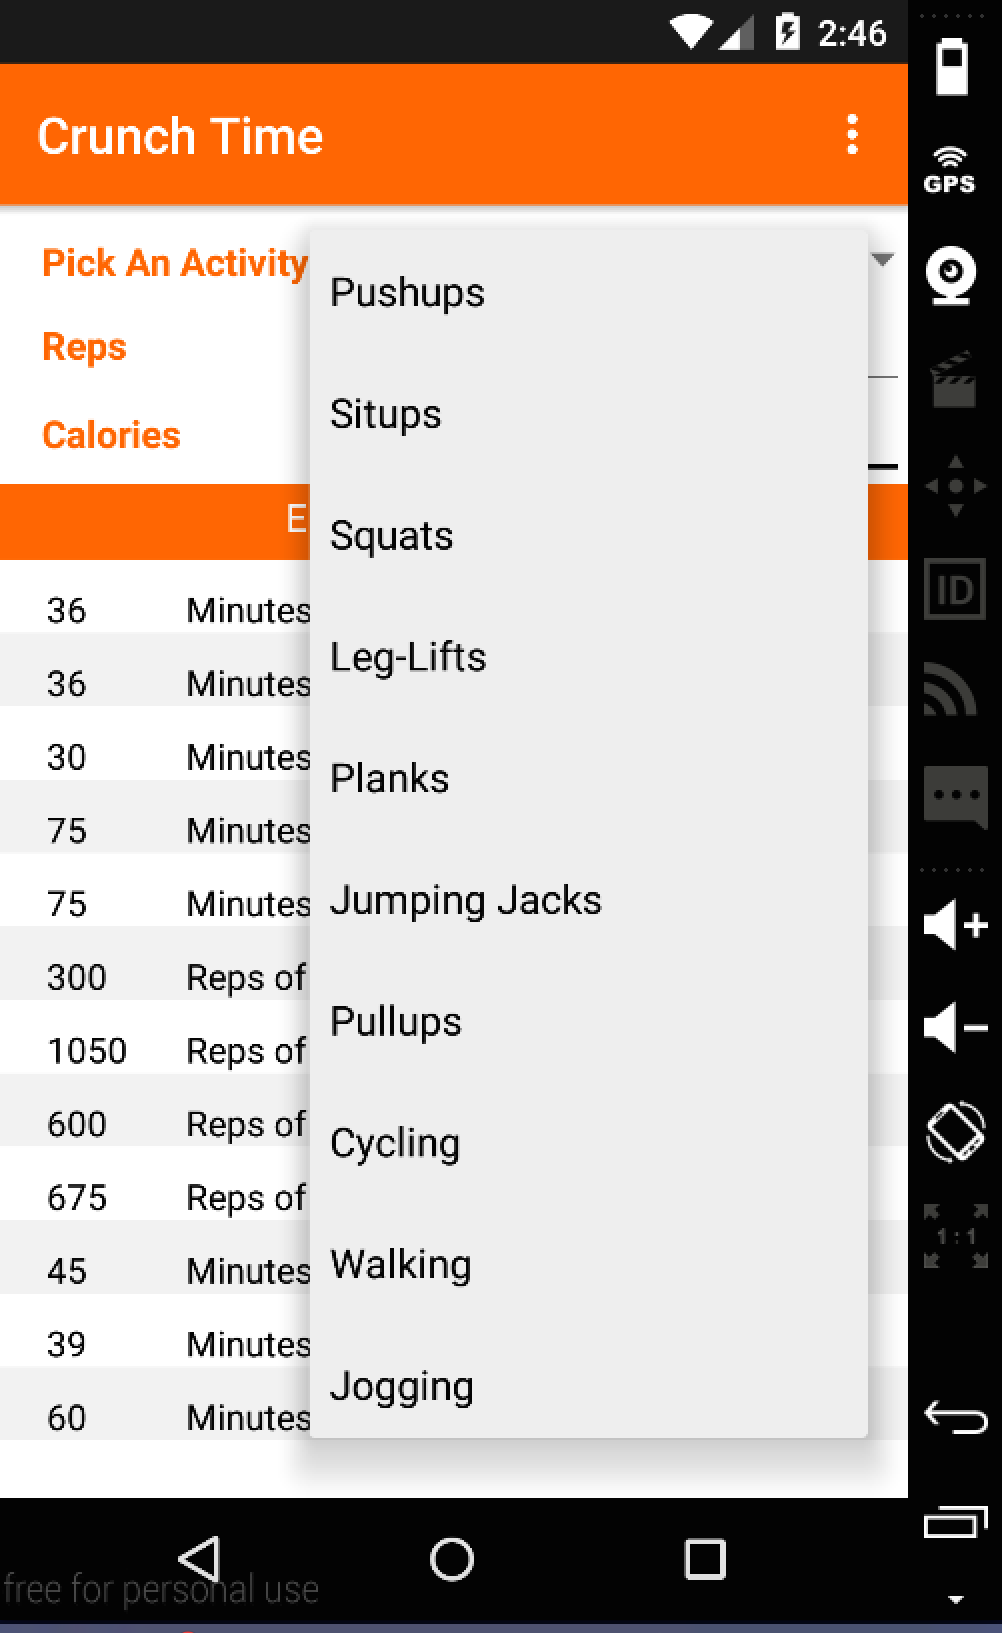 2:46
Crunch Time
GPS
Pick An Activity
Reps
Calories
E
Pushups
Situps
Squats
Leg-Lifts
Planks
Jumping Jacks
Pullups
Cycling
Walking
Jogging
36 Minutes
36 Minutes
30 Minutes
75 Minutes
75 Minutes
300 Reps of
1050 Reps of
600 Reps of
675 Reps of
45 Minutes
39 Minutes
60 Minutes
ID
1:1
free for personal use